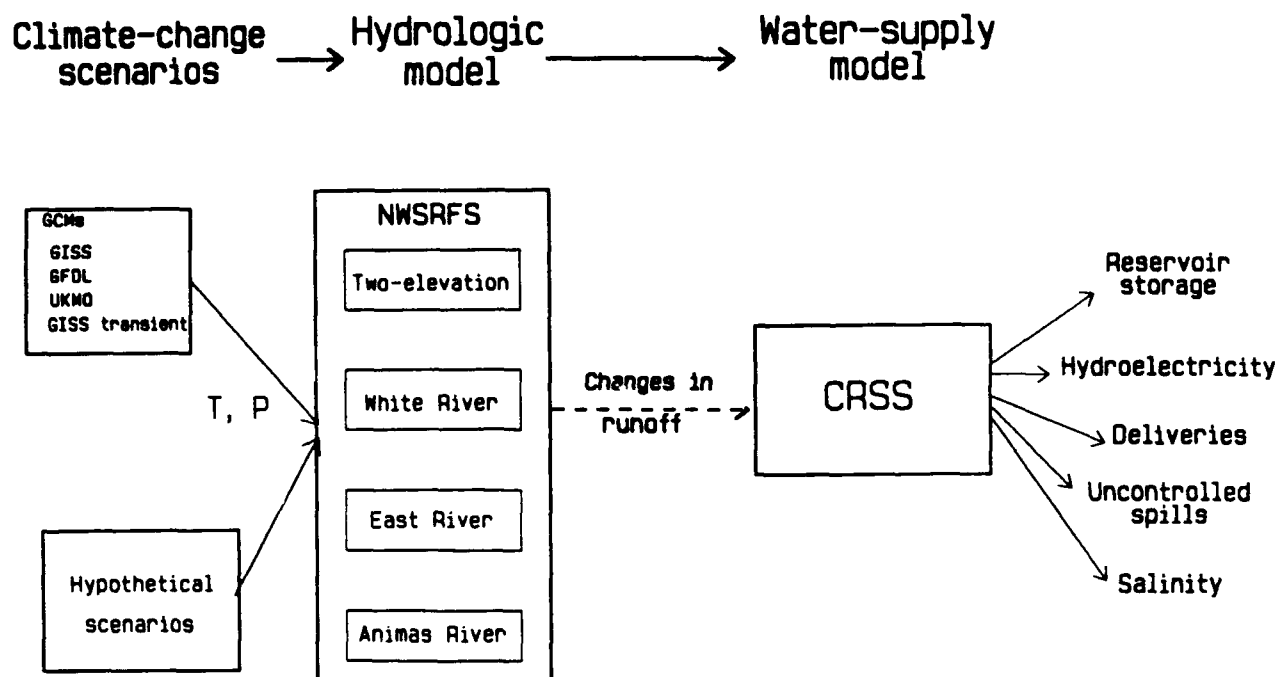 Climate-change
scenarios
Hydrologic
model
Water-supply
model
GCMs
GISS
GFDL
UKMO
GISS transient
T, P
Hypothetical
scenarios
NWSRFS
Two-elevation
White River
East River
Animas River
Changes in
runoff
CRSS
Reservoir
storage
Hydroelectricity
Deliveries
Uncontrolled
spills
Salinity